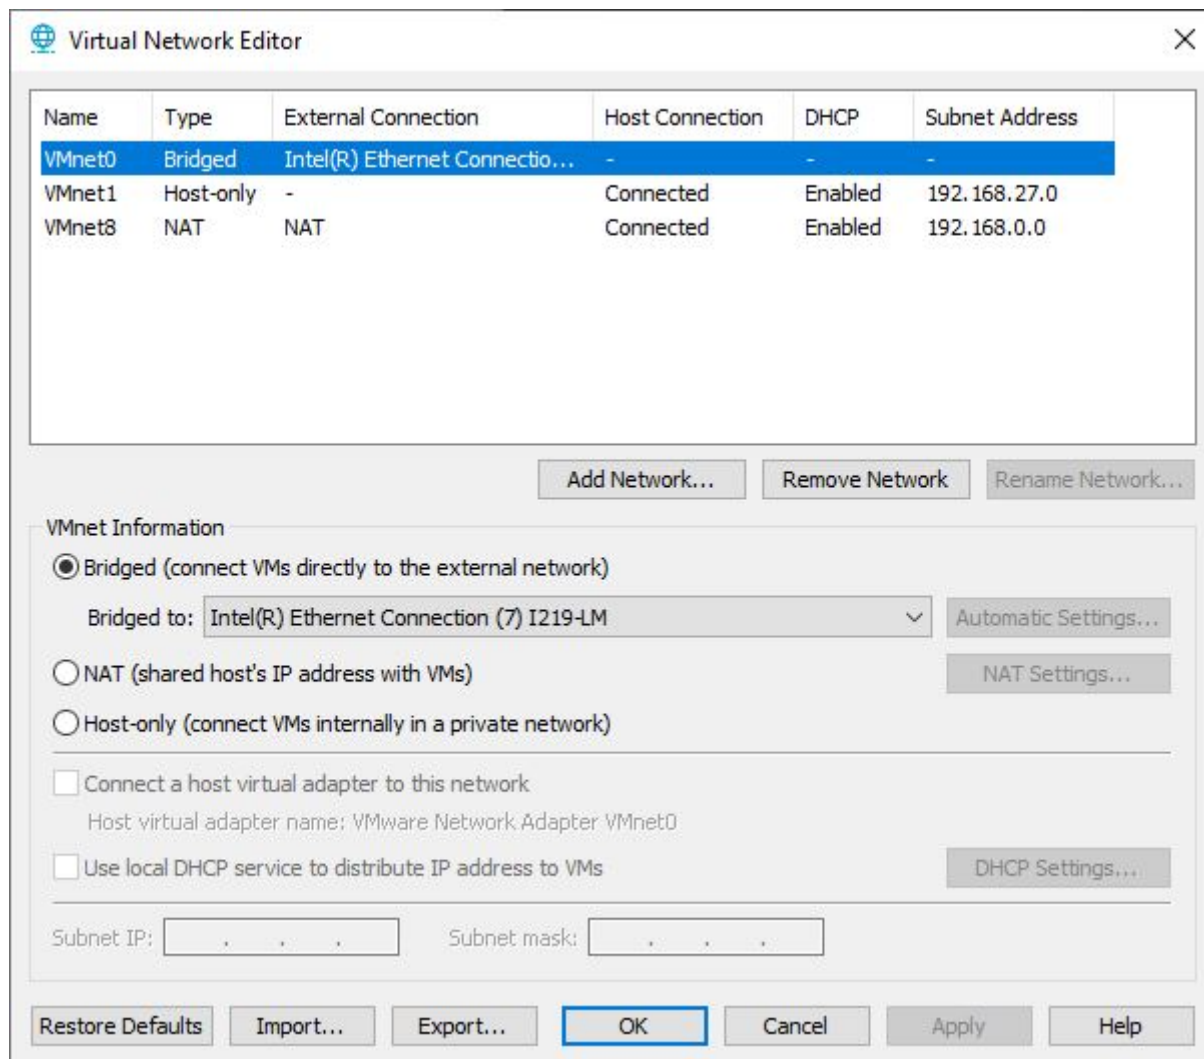 Virtual Network Editor
Name Type External Connection Host Connection DHCP Subnet Address
VMnet0 Bridged Intel(R) Ethernet Connectio... - - -
VMnet1 Host-only - Connected Enabled 192.168.27.0
VMnet8 NAT NAT Connected Enabled 192.168.0.0
Add Network... Remove Network Rename Network...
VMnet Information
Bridged (connect VMs directly to the external network)
Bridged to: Intel(R) Ethernet Connection (7) I219-LM Automatic Settings...
NAT (shared host's IP address with VMs) NAT Settings...
Host-only (connect VMs internally in a private network)
Connect a host virtual adapter to this network
Host virtual adapter name: VMware Network Adapter VMnet0
Use local DHCP service to distribute IP address to VMs DHCP Settings...
Subnet IP: . . . Subnet mask: . . .
Restore Defaults Import... Export... OK Cancel Apply Help